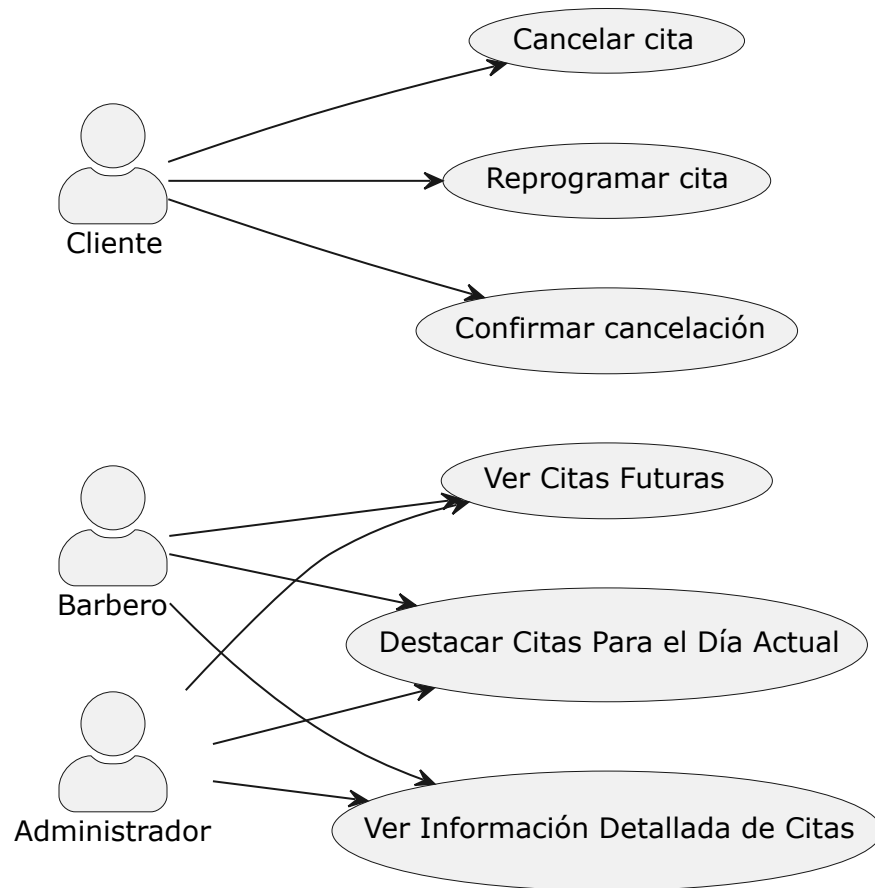 Cancelar cita
Reprogramar cita
Cliente
Confirmar cancelación
Ver Citas Futuras
Barbero
Destacar Citas Para el Día Actual
Administrador
Ver Información Detallada de Citas